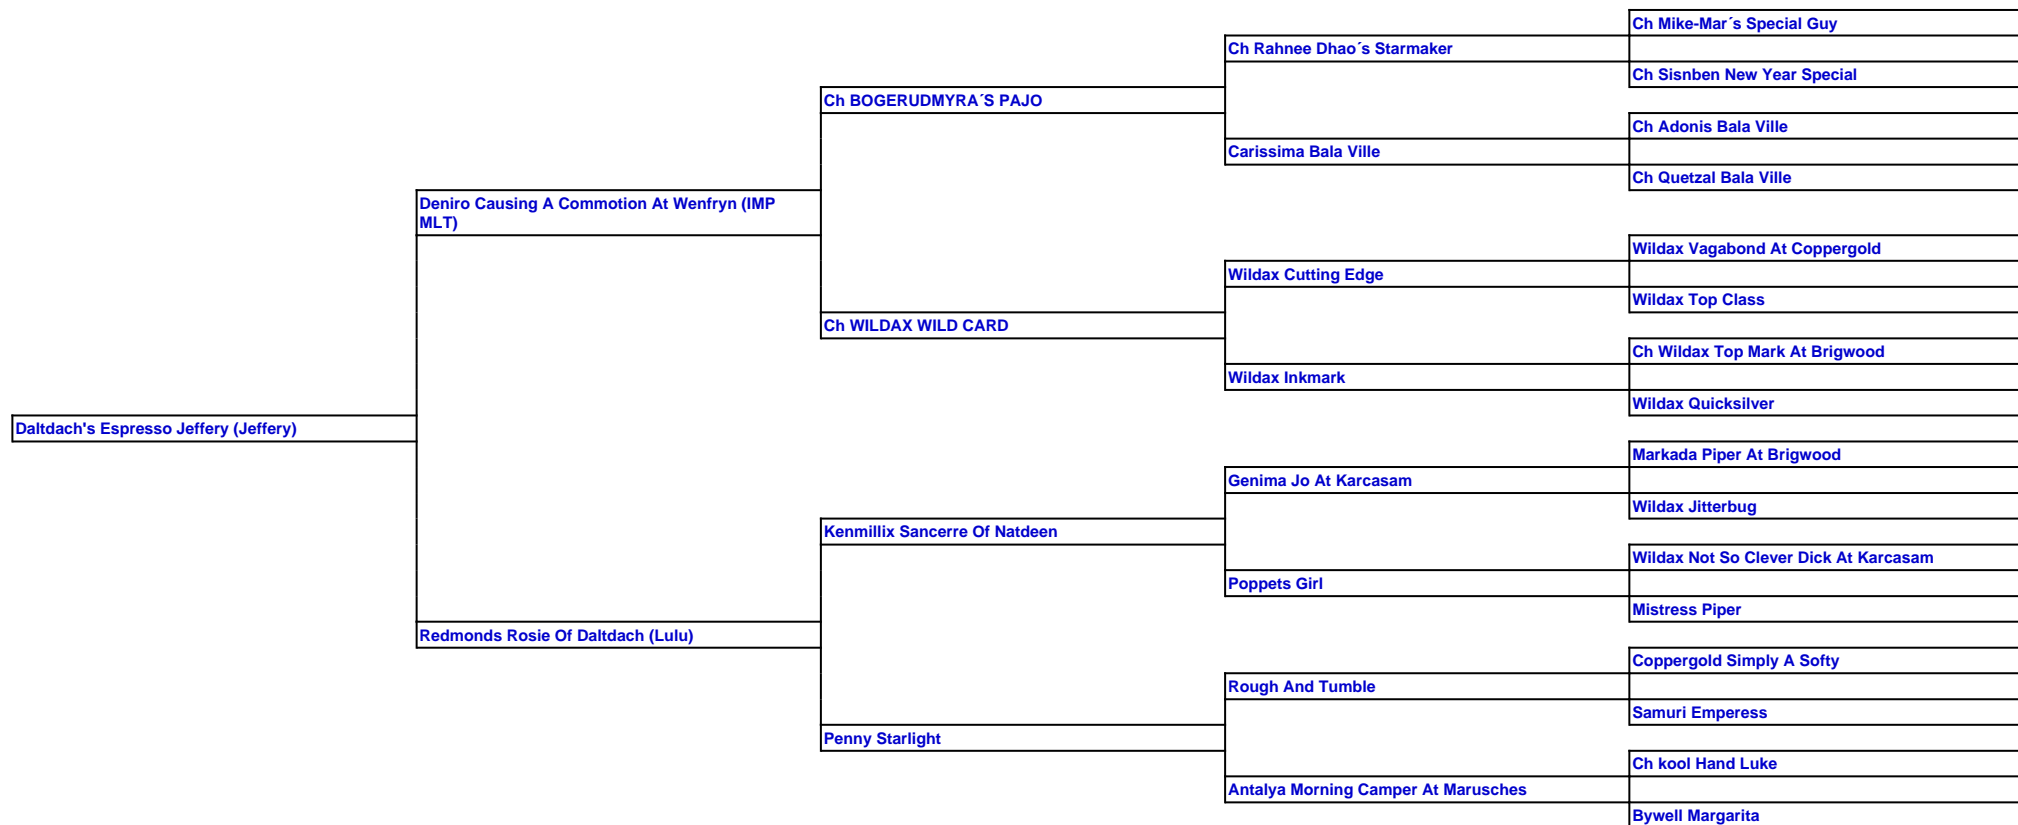 Ch Mike-Mar´s Special Guy
Ch Rahnee Dhao´s Starmaker
Ch Sisnben New Year Special
Ch BOGERUDMYRA´S PAJO
Ch Adonis Bala Ville
Carissima Bala Ville
Ch Quetzal Bala Ville
Deniro Causing A Commotion At Wenfryn (IMP
MLT)
Wildax Vagabond At Coppergold
Wildax Cutting Edge
Wildax Top Class
Ch WILDAX WILD CARD
Ch Wildax Top Mark At Brigwood
Wildax Inkmark
Wildax Quicksilver
Daltdach's Espresso Jeffery (Jeffery)
Markada Piper At Brigwood
Genima Jo At Karcasam
Wildax Jitterbug
Kenmillix Sancerre Of Natdeen
Wildax Not So Clever Dick At Karcasam
Poppets Girl
Mistress Piper
Redmonds Rosie Of Daltdach (Lulu)
Coppergold Simply A Softy
Rough And Tumble
Samuri Emperess
Penny Starlight
Ch kool Hand Luke
Antalya Morning Camper At Marusches
Bywell Margarita